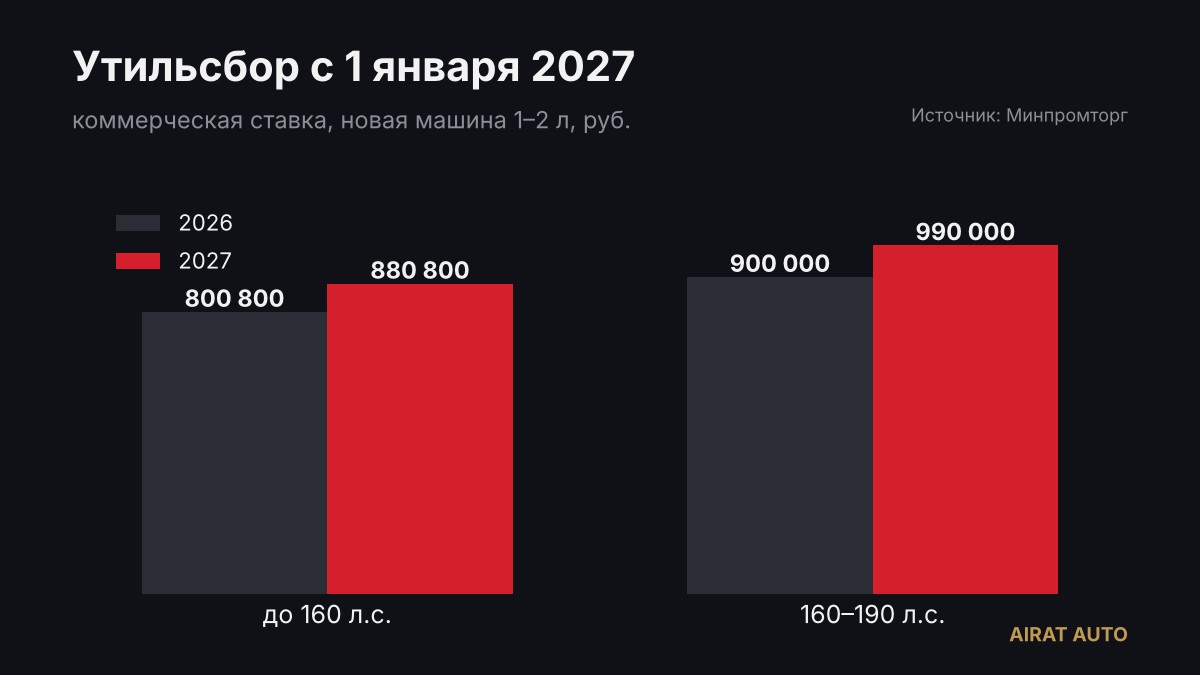 Утильсбор с 1 января 2027
коммерческая ставка, новая машина 1–2 л, руб.
Источник: Минпромторг
2026
2027
800 800
880 800
900 000
990 000
до 160 л.с.
160–190 л.с.
AIRAT AUTO